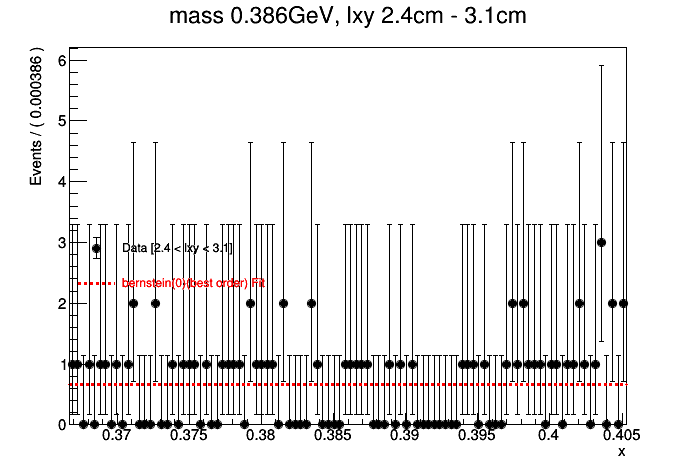 mass 0.386GeV, lxy 2.4cm - 3.1cm
Events / ( 0.000386 )
6
5
4
3
2
1
0
Data [2.4 < lxy < 3.1]
bernstein[0](best order) Fit
0.37 0.375 0.38 0.385 0.39 0.395 0.4 0.405
x